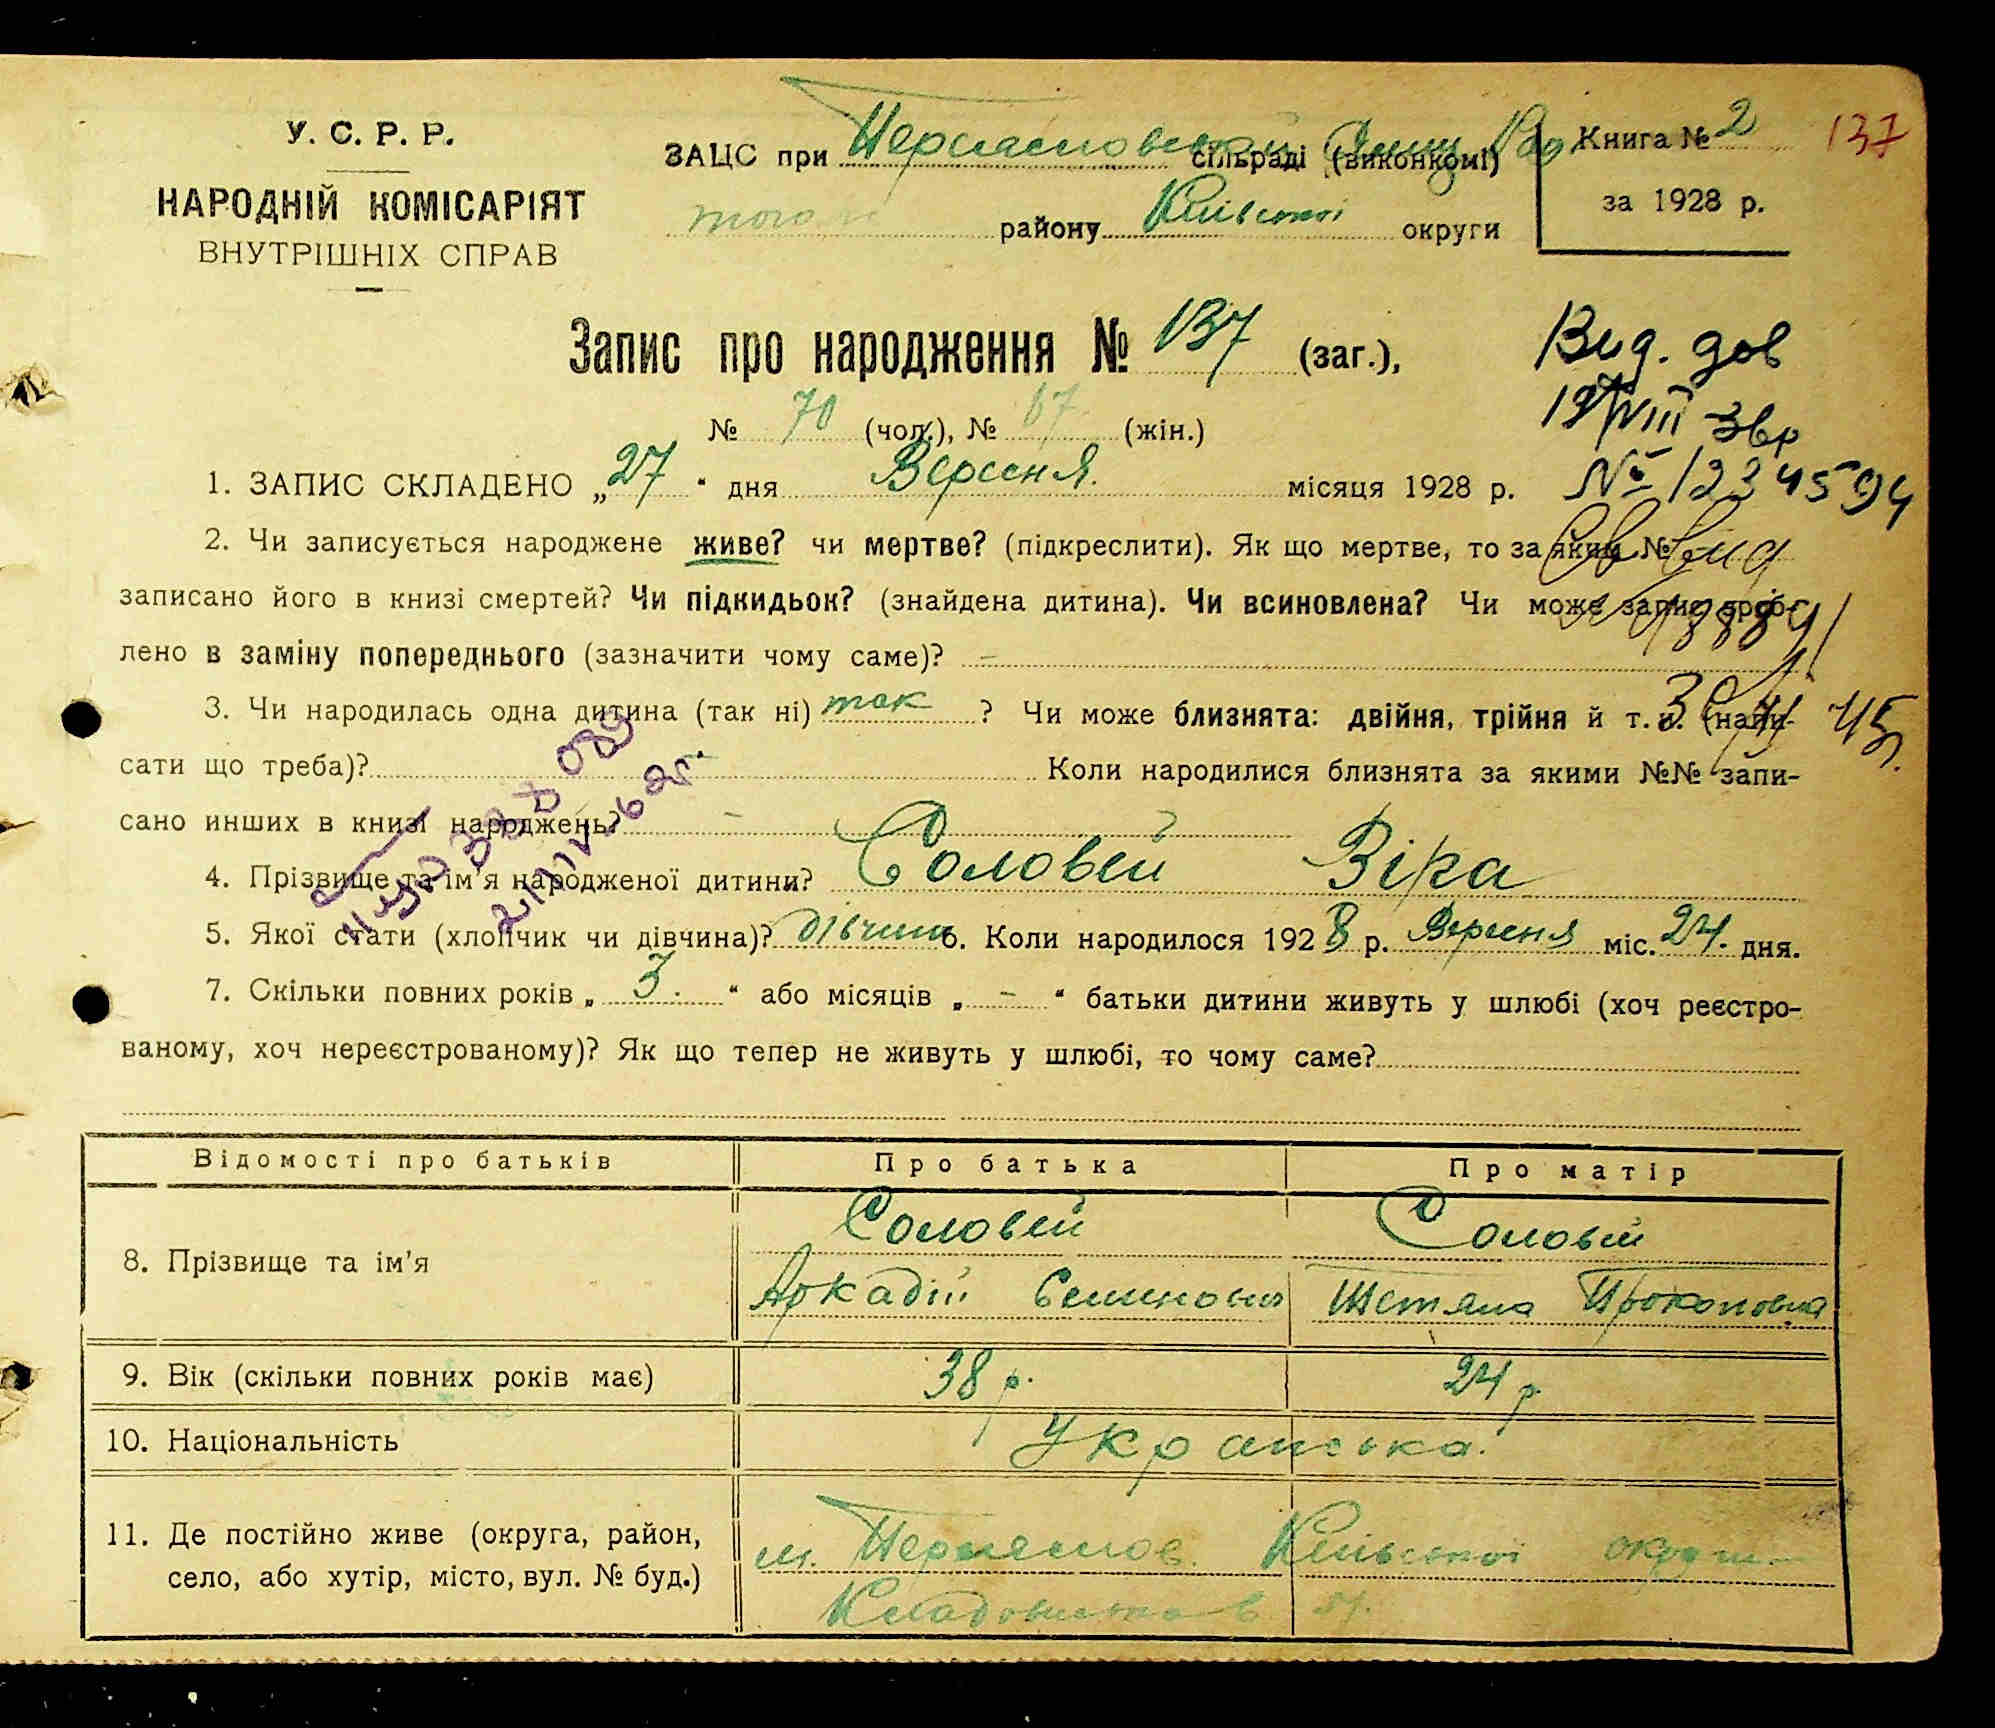 У. С. Р. Р.
НАРОДНІЙ КОМІСАРІЯТ
ВНУТРІШНІХ СПРАВ
ЗАЦС при сільраді (виконкомі)
району Київської округи
Книга № 2
за 1928 р.
137
Запис про народження № 137 (заг.),
№ 70 (чол.), № 67 (жін.)
Вид. дов
№ 1234594
1. ЗАПИС СКЛАДЕНО „27“ дня Вересня. місяця 1928 р.
2. Чи записується народжене живе? чи мертве? (підкреслити). Як що мертве, то за яким №
записано його в книзі смертей? Чи підкидьок? (знайдена дитина). Чи всиновлена? Чи може запис зроб-
лено в заміну попереднього (зазначити чому саме)? –
3. Чи народилась одна дитина (так ні) так ? Чи може близнята: двійня, трійня й т. и. (напи-
сати що треба)? Коли народилися близнята за якими №№ запи-
сано инших в книзі народжень? –
4. Прізвище та ім'я народженої дитини? Соловей Віра
5. Якої стати (хлопчик чи дівчина)? дівчина 6. Коли народилося 1928 р. Вересня міс. 24. дня.
7. Скільки повних років „3.“ або місяців „–“ батьки дитини живуть у шлюбі (хоч реєстро-
ваному, хоч нереєстрованому)? Як що тепер не живуть у шлюбі, то чому саме?
Відомості про батьків Про батька Про матір
8. Прізвище та ім'я Соловей Соловей
Аркадій Тетяна Прокоповна
9. Вік (скільки повних років має) 38 р. 24 р.
10. Національність Українська.
11. Де постійно живе (округа, район, м. Київської округи
село, або хутір, місто, вул. № буд.)